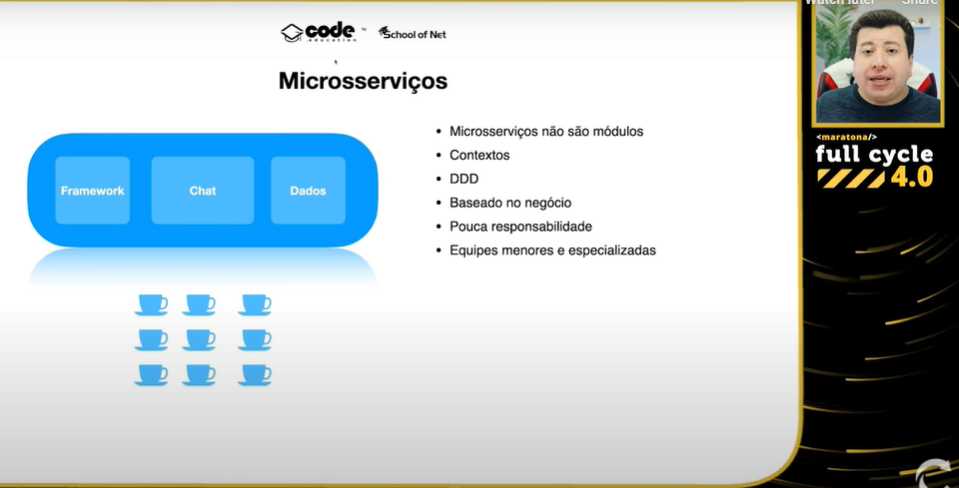 Watch later Share
code
education
by
School of Net
Microsserviços
Framework Chat Dados
• Microsserviços não são módulos
• Contextos
• DDD
• Baseado no negócio
• Pouca responsabilidade
• Equipes menores e especializadas
<maratona/>
full cycle
4.0